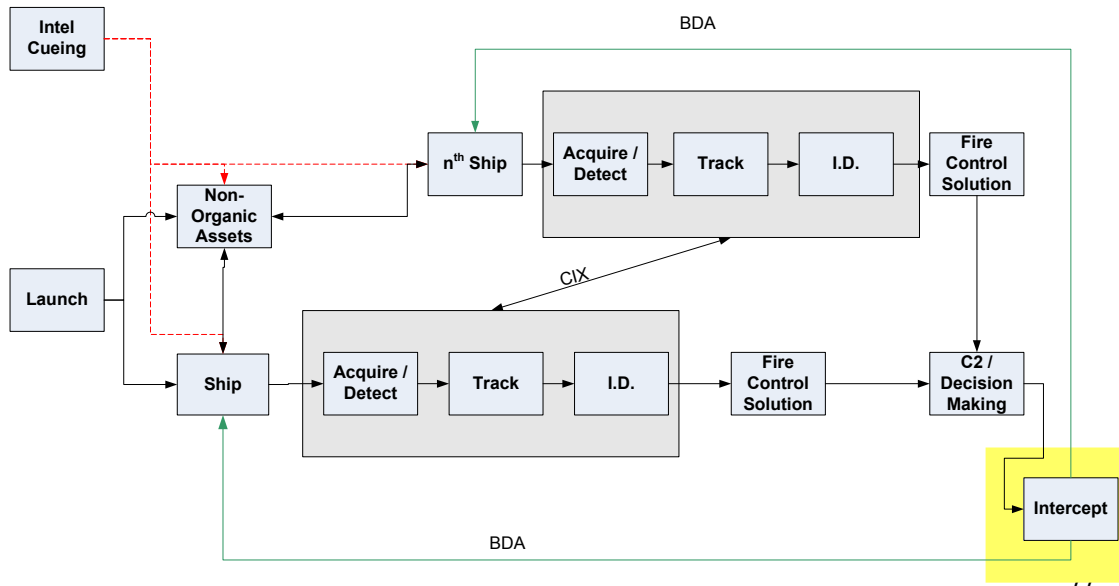 Intel
Cueing
BDA
nth Ship
Acquire /
Detect
Track
I.D.
Fire
Control
Solution
Non-
Organic
Assets
Launch
CIX
Ship
Acquire /
Detect
Track
I.D.
Fire
Control
Solution
C2 /
Decision
Making
Intercept
BDA